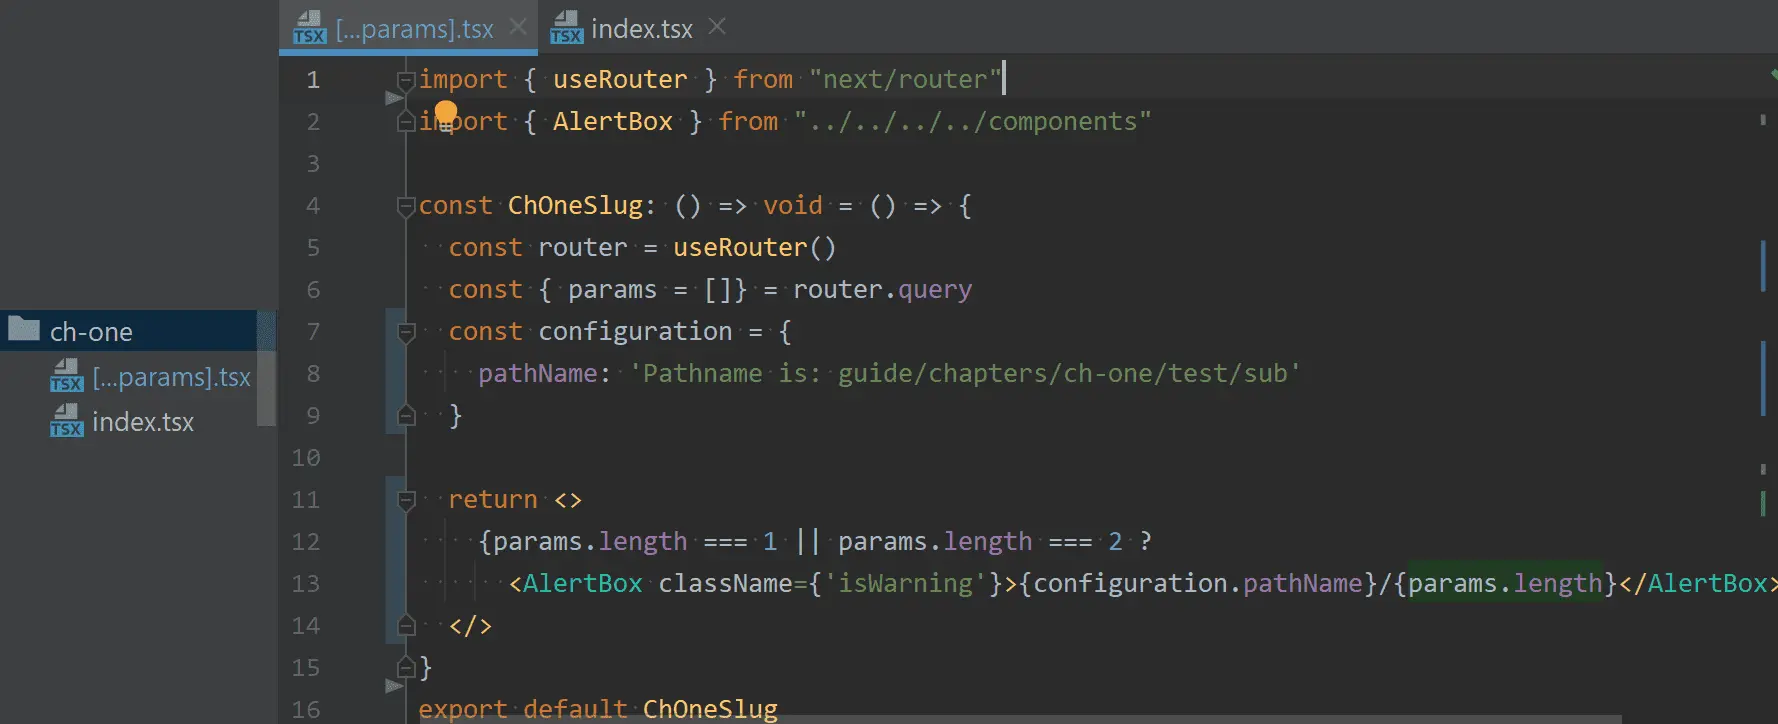 [...params].tsx index.tsx
ch-one
[...params].tsx
index.tsx
1 import { useRouter } from "next/router"
2 import { AlertBox } from "../../../../components"
3
4 const ChOneSlug: () => void = () => {
5 const router = useRouter()
6 const { params = []} = router.query
7 const configuration = {
8 pathName: 'Pathname is: guide/chapters/ch-one/test/sub'
9 }
10
11 return <>
12 {params.length === 1 || params.length === 2 ?
13 <AlertBox className={'isWarning'}>{configuration.pathName}/{params.length}</AlertBox>
14 </>
15 }
16 export default ChOneSlug